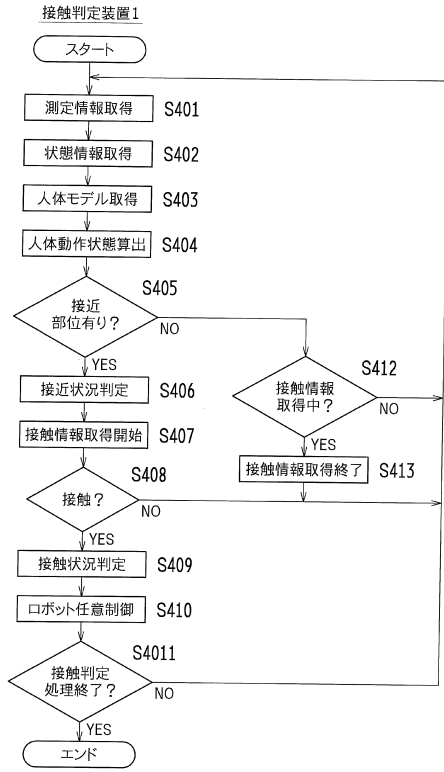 接触判定装置1
スタート
測定情報取得 S401
状態情報取得 S402
人体モデル取得 S403
人体動作状態算出 S404
S405
接近
部位有り?
NO
YES
接近状況判定 S406
接触情報取得開始 S407
S408
接触?
NO
YES
接触状況判定 S409
ロボット任意制御 S410
S4011
接触判定
処理終了?
NO
YES
エンド
S412
接触情報
取得中?
NO
YES
接触情報取得終了 S413